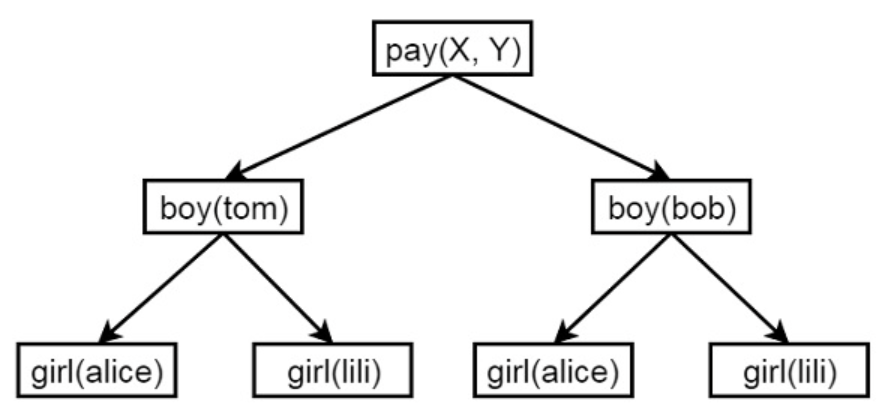 pay(X, Y)
boy(tom)
boy(bob)
girl(alice)
girl(lili)
girl(alice)
girl(lili)